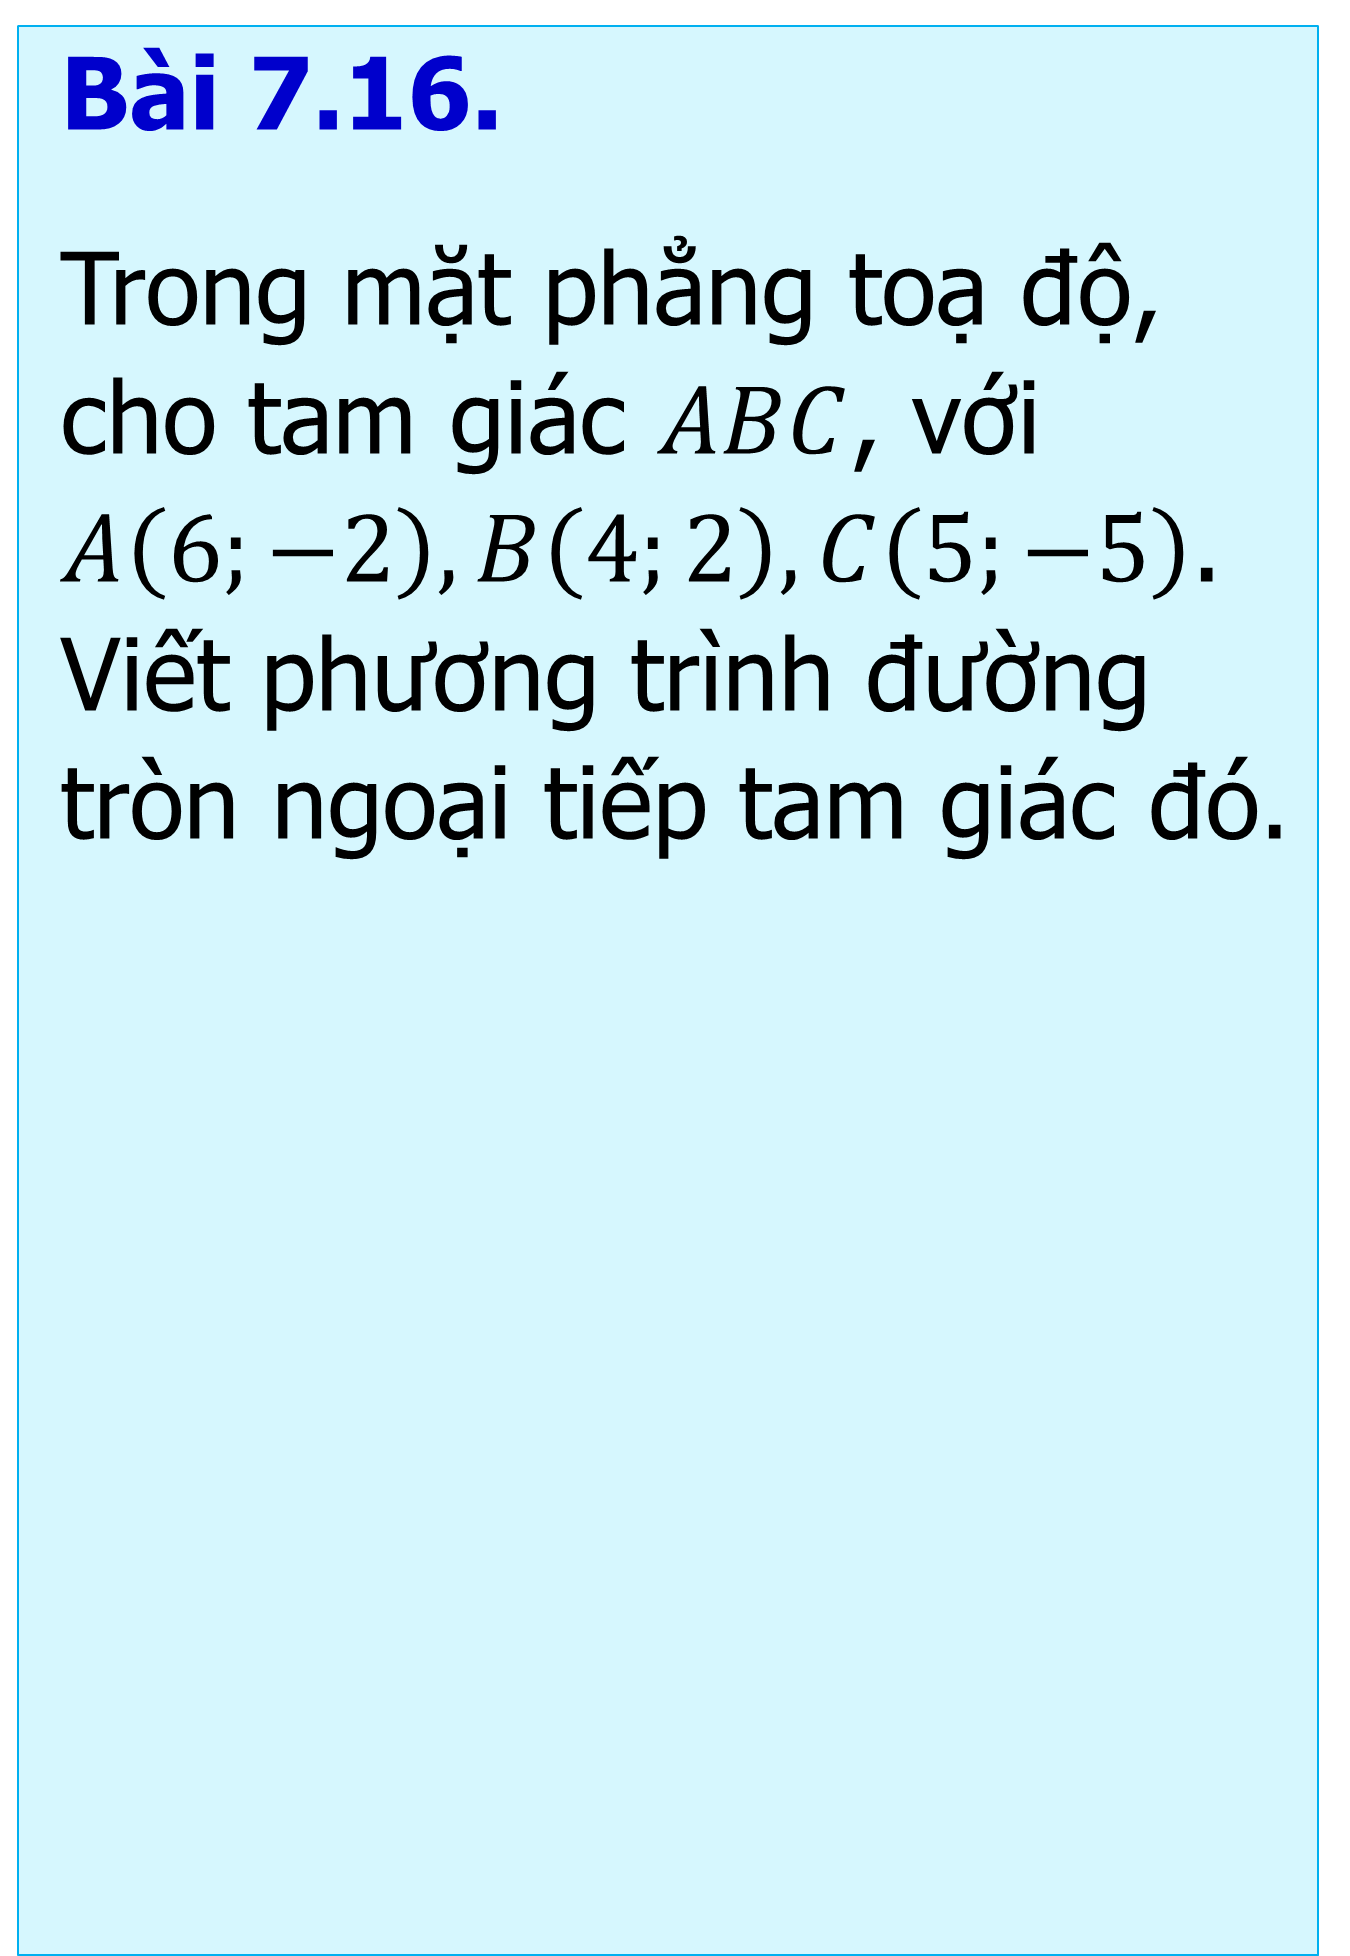 Bài 7.16.
Trong mặt phẳng toạ độ,
cho tam giác ABC, với
A(6; −2), B(4; 2), C(5; −5).
Viết phương trình đường
tròn ngoại tiếp tam giác đó.